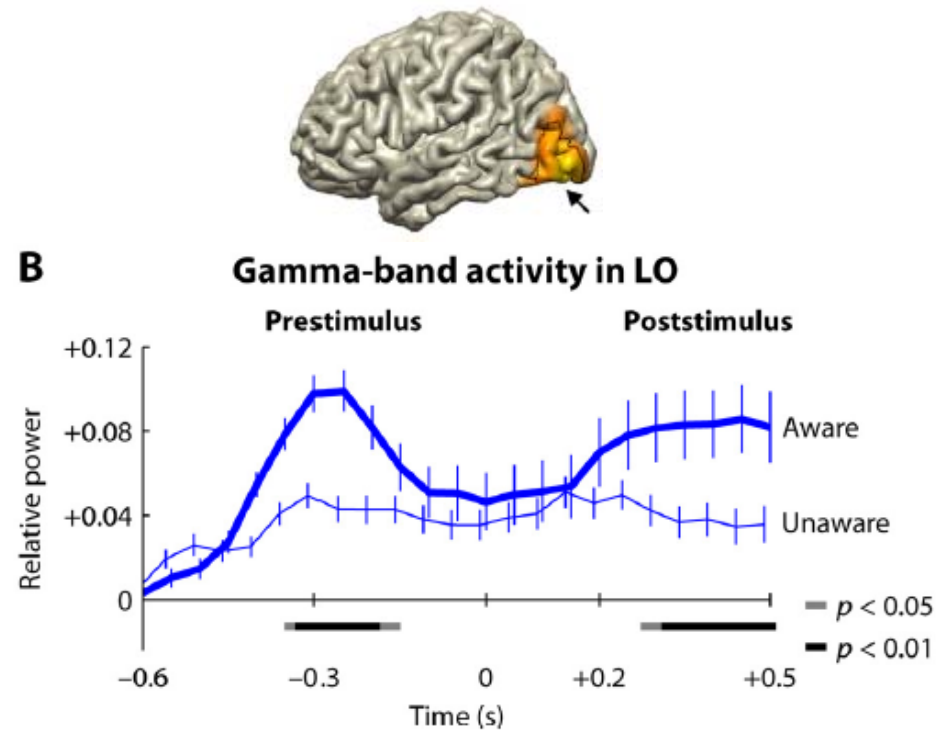 B
Gamma-band activity in LO
Prestimulus
Poststimulus
+0.12
+0.08
+0.04
0
Relative power
Aware
Unaware
p < 0.05
p < 0.01
–0.6
–0.3
0
+0.2
+0.5
Time (s)